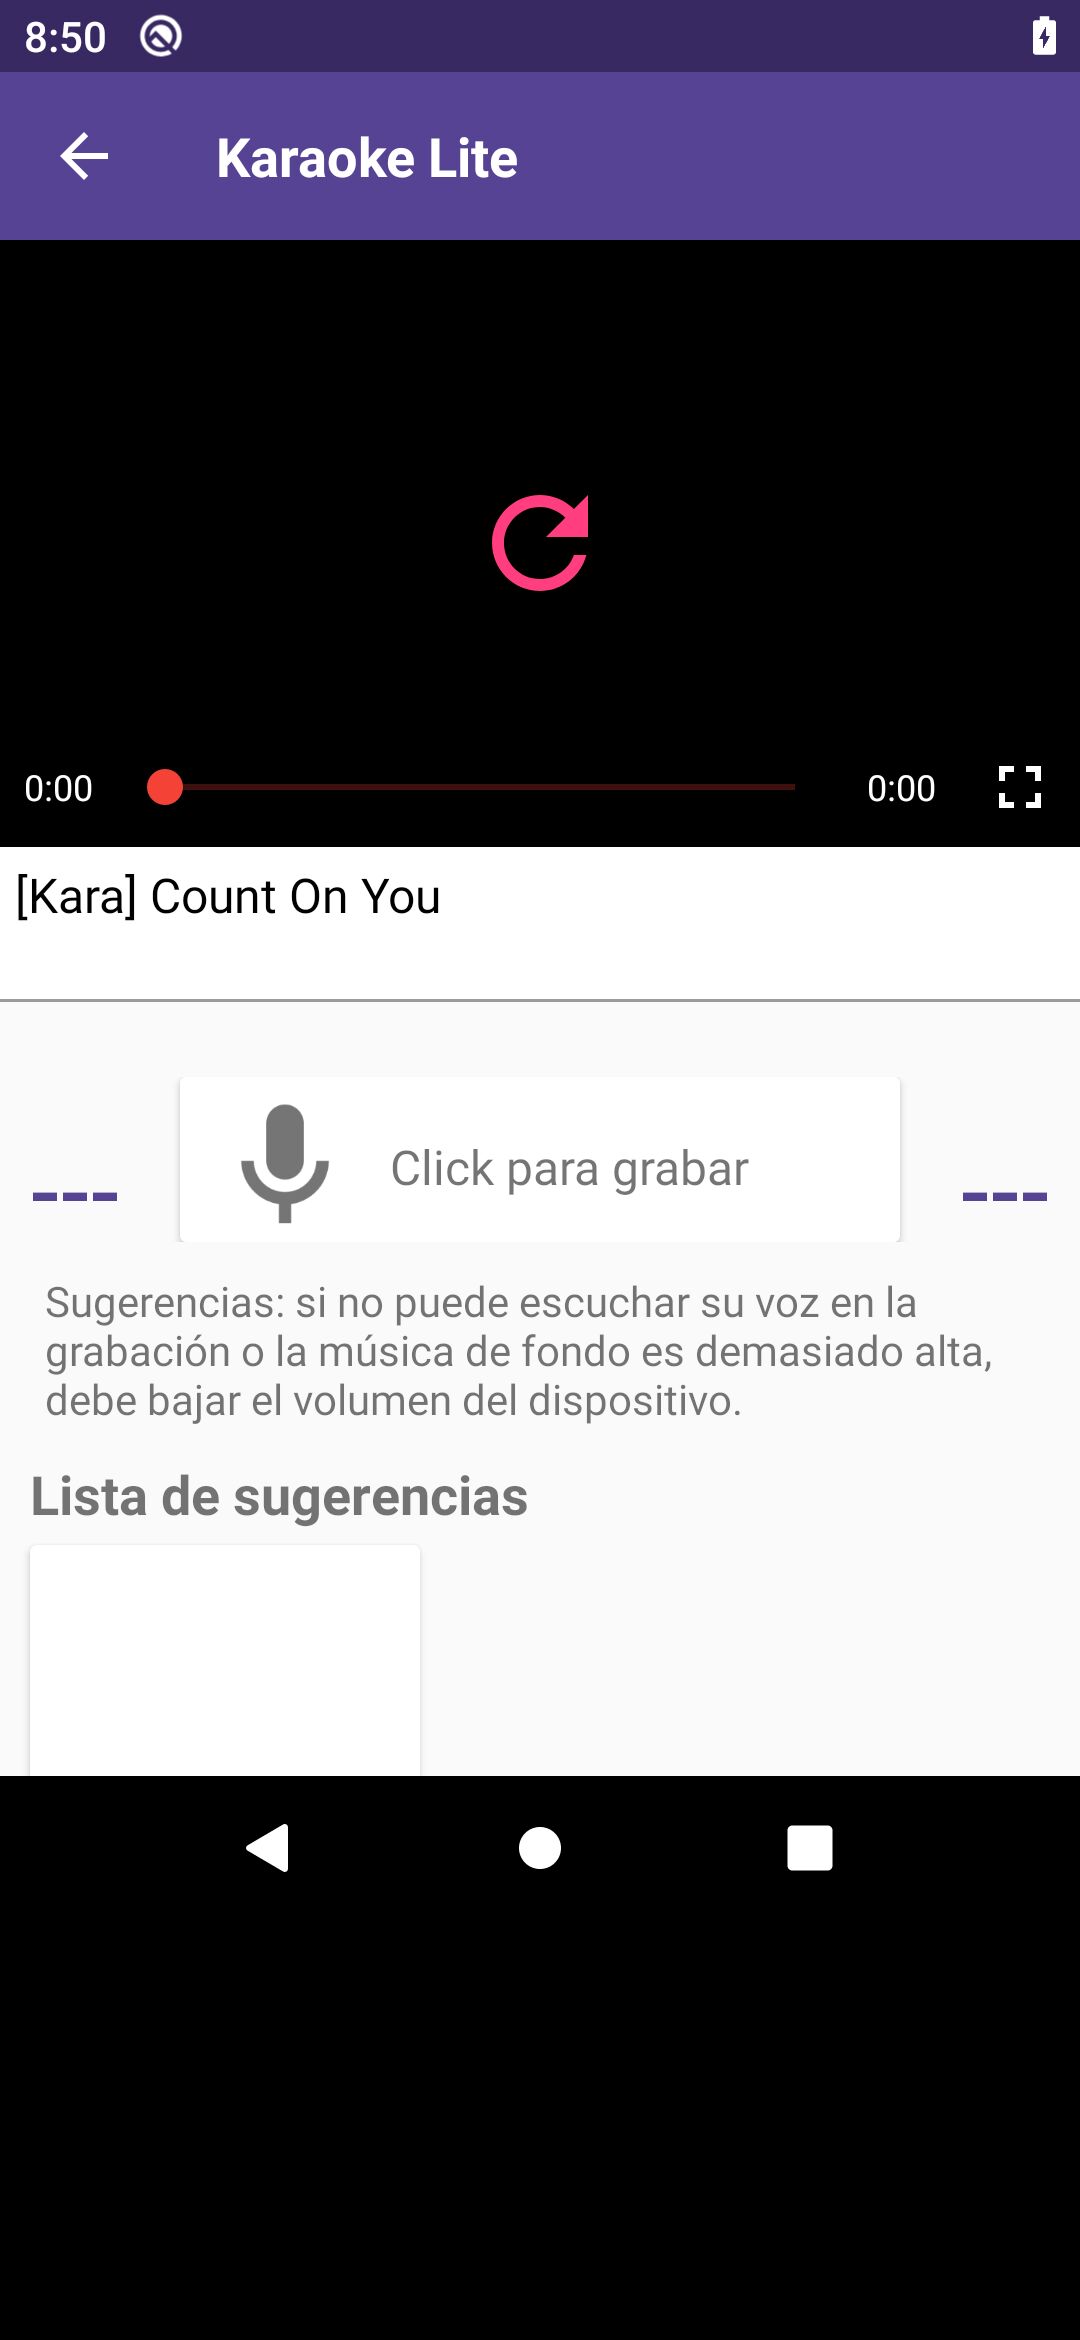 8:50
Karaoke Lite
0:00
0:00
[Kara] Count On You
--- Click para grabar ---
Sugerencias: si no puede escuchar su voz en la
grabación o la música de fondo es demasiado alta,
debe bajar el volumen del dispositivo.
Lista de sugerencias